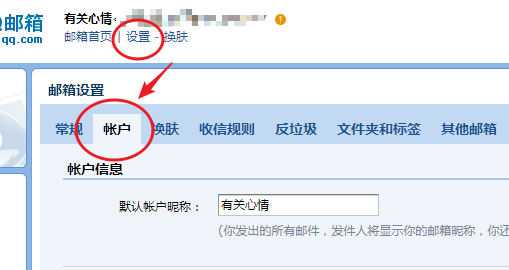 有关心情
Q邮箱
qq.com
邮箱首页 | 设置 - 换肤
邮箱设置
常规 帐户 换肤 收信规则 反垃圾 文件夹和标签 其他邮箱
帐户信息
默认帐户昵称： 有关心情
(你发出的所有邮件，发件人将显示你的邮箱昵称，你还